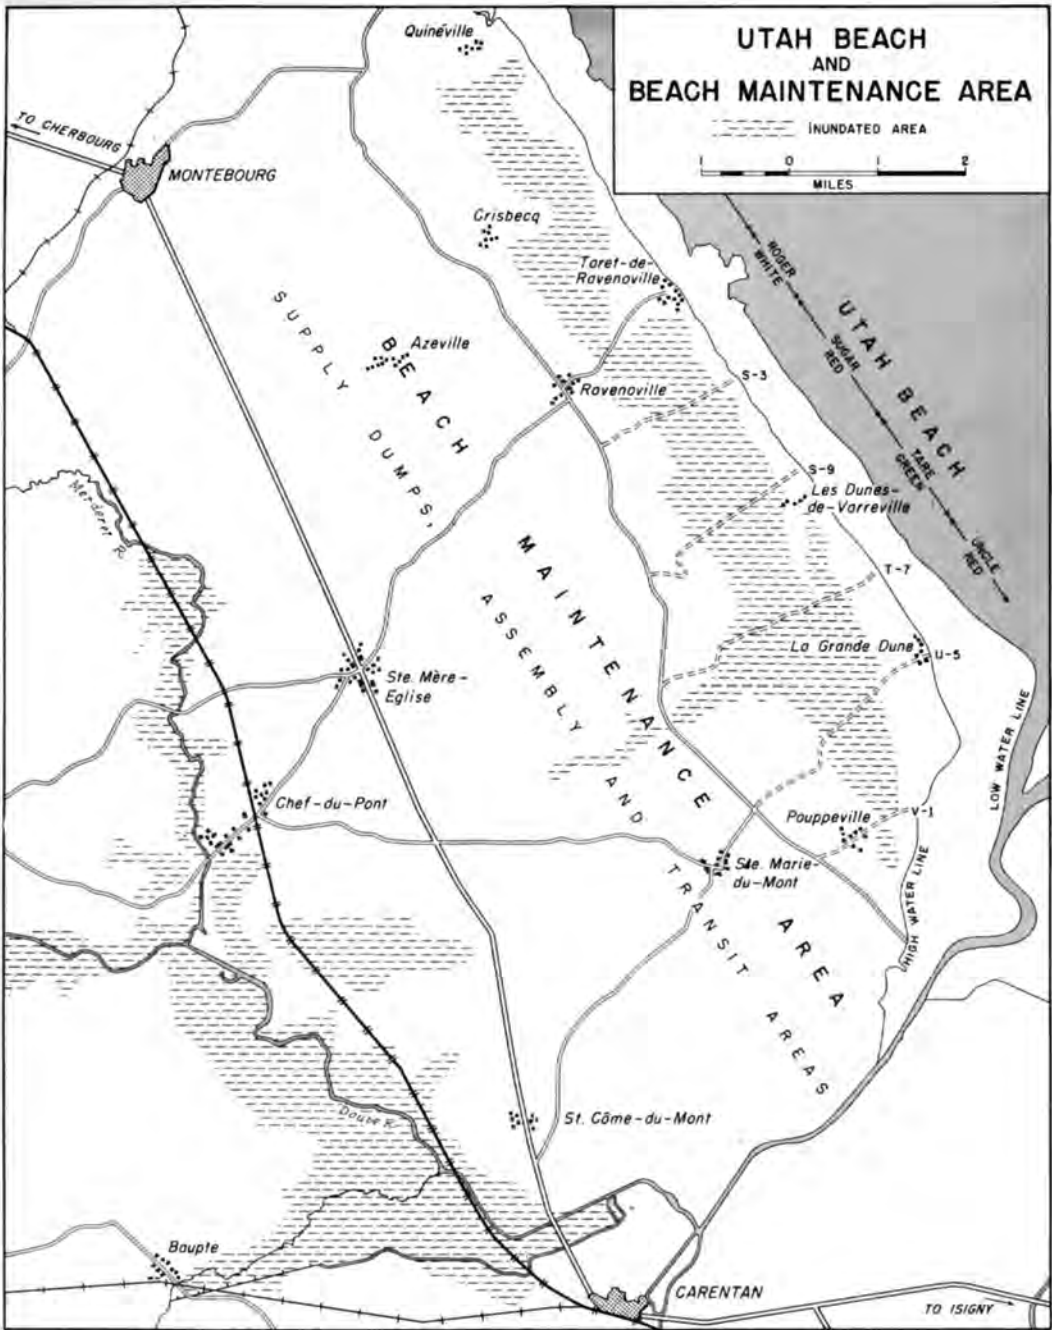 UTAH BEACH
AND
BEACH MAINTENANCE AREA
INUNDATED AREA
1 0 1 2
MILES
Quinéville
TO CHERBOURG
MONTEBOURG
Crisbecq
Taret-de-
Ravenoville
ROGER
WHITE
UTAH BEACH
SUGAR
RED
TARE
GREEN
UNCLE
RED
Azeville
Ravenoville
S-3
S-9
Les Dunes-
de-Varreville
T-7
La Grande Dune
U-5
Merderet R.
BEACH MAINTENANCE AREA
SUPPLY DUMPS,
ASSEMBLY AND
TRANSIT AREAS
Ste. Mère-
Eglise
Chef-du-Pont
Pouppeville
V-1
LOW WATER LINE
HIGH WATER LINE
Ste. Marie-
du-Mont
Douve R.
St. Côme-du-Mont
Baupte
CARENTAN
TO ISIGNY